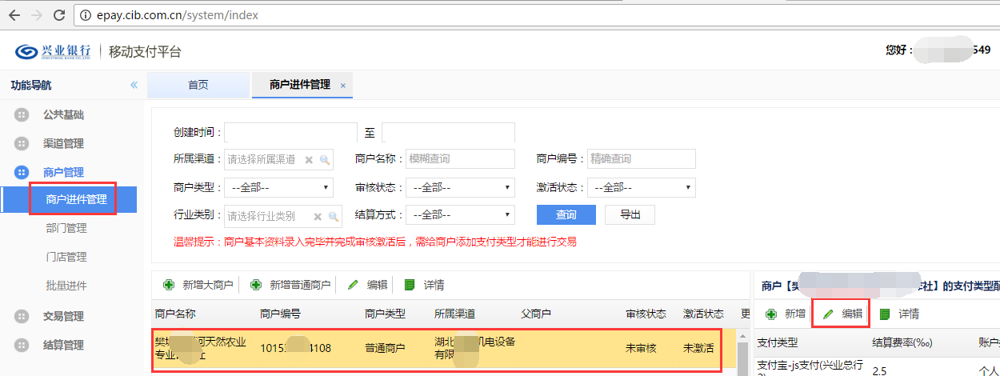 epay.cib.com.cn/system/index
兴业银行 移动支付平台
INDUSTRIAL BANK CO.,LTD.
您好： 549
功能导航 « 首页 商户进件管理 ×
公共基础
渠道管理
商户管理
商户进件管理
部门管理
门店管理
批量进件
交易管理
结算管理
创建时间： 至
所属渠道： 请选择所属渠道 商户名称： 模糊查询 商户编号： 精确查询
商户类型： --全部-- 审核状态： --全部-- 激活状态： --全部--
行业类别： 请选择行业类别 结算方式： --全部-- 查询 导出
温馨提示：商户基本资料录入完毕并完成审核激活后，需给商户添加支付类型才能进行交易
新增大商户 新增普通商户 编辑 详情
商户名称 商户编号 商户类型 所属渠道 父商户 审核状态 激活状态 更
樊 河天然农业
专业 社
1015 4108 普通商户
湖北 机电设备
有限
未审核 未激活
商户【樊 社】的支付类型配
新增 编辑 详情
支付类型 结算费率(‰) 账户
支付宝-js支付(兴业总行
2.5 个人